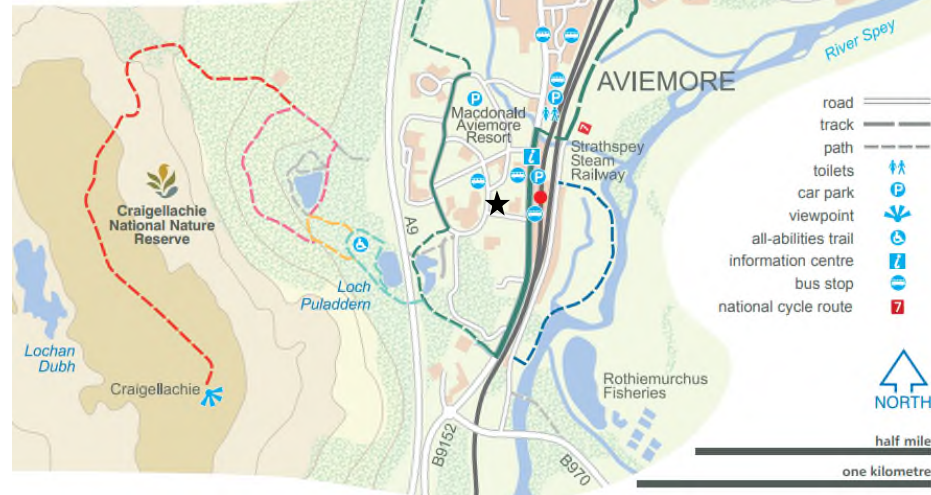 River Spey
AVIEMORE
P
P
Macdonald
Aviemore
Resort
7
Strathspey
Steam
Railway
i
P
Craigellachie
National Nature
Reserve
A9
Loch
Puladdern
Lochan
Dubh
Craigellachie
Rothiemurchus
Fisheries
B9152
B970
road
track
path
toilets
car park
P
viewpoint
all-abilities trail
information centre
i
bus stop
national cycle route
7
NORTH
half mile
one kilometre